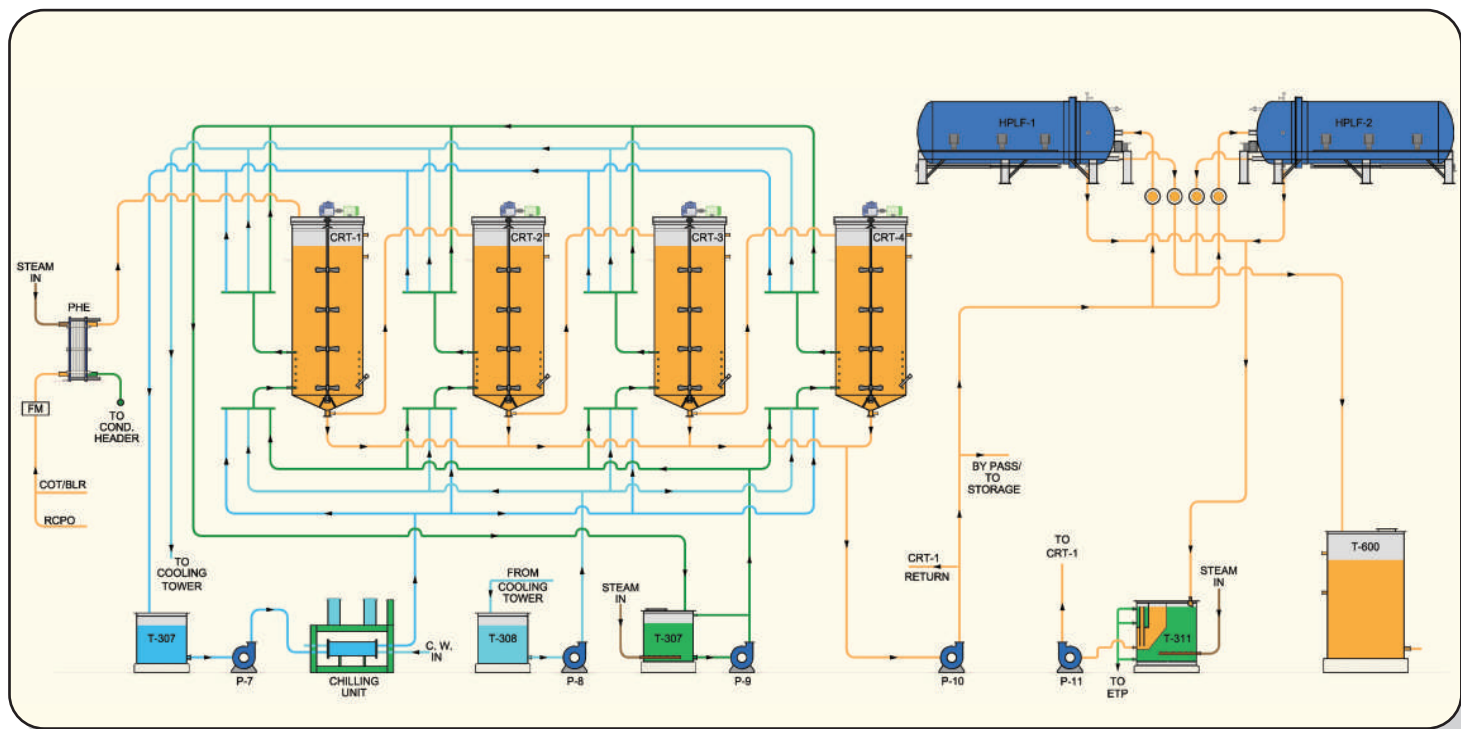 HPLF-1
HPLF-2
CRT-1
CRT-2
CRT-3
CRT-4
STEAM
IN
PHE
FM
TO
COND.
HEADER
COT/BLR
RCPO
BY PASS/
TO
STORAGE
TO
COOLING
TOWER
FROM
COOLING
TOWER
STEAM
IN
CRT-1
RETURN
TO
CRT-1
STEAM
IN
T-600
T-307
P-7
C. W.
IN
CHILLING
UNIT
T-308
P-8
T-307
P-9
P-10
P-11
T-311
TO
ETP